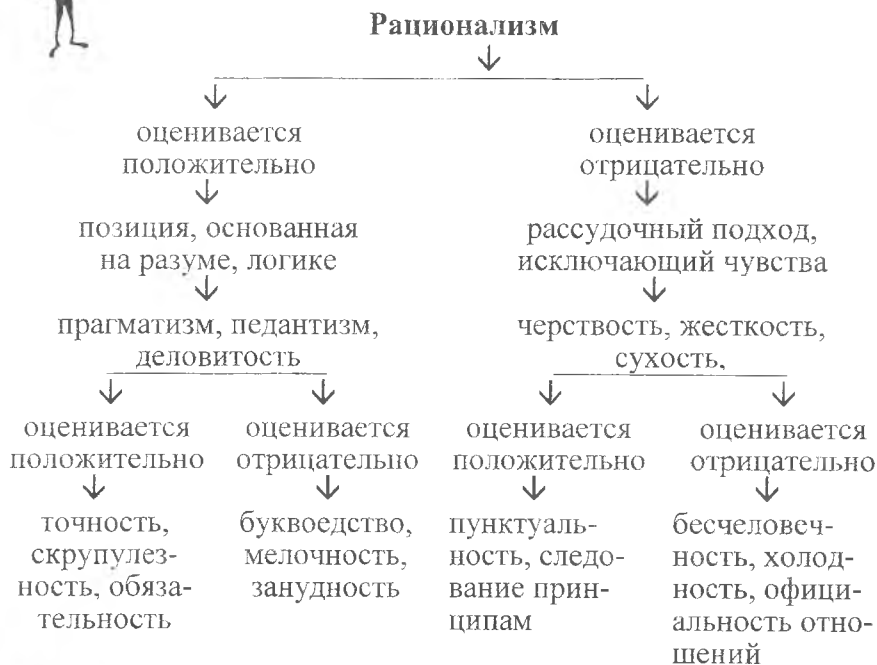 Рационализм
оценивается
положительно
позиция, основанная
на разуме, логике
прагматизм, педантизм,
деловитость
оценивается
отрицательно
рассудочный подход,
исключающий чувства
черствость, жесткость,
сухость,
оценивается
положительно
точность,
скрупулез-
ность, обяза-
тельность
оценивается
отрицательно
буквоедство,
мелочность,
занудность
оценивается
положительно
пунктуаль-
ность, следо-
вание прин-
ципам
оценивается
отрицательно
бесчеловеч-
ность, холод-
ность, офици-
альность отно-
шений